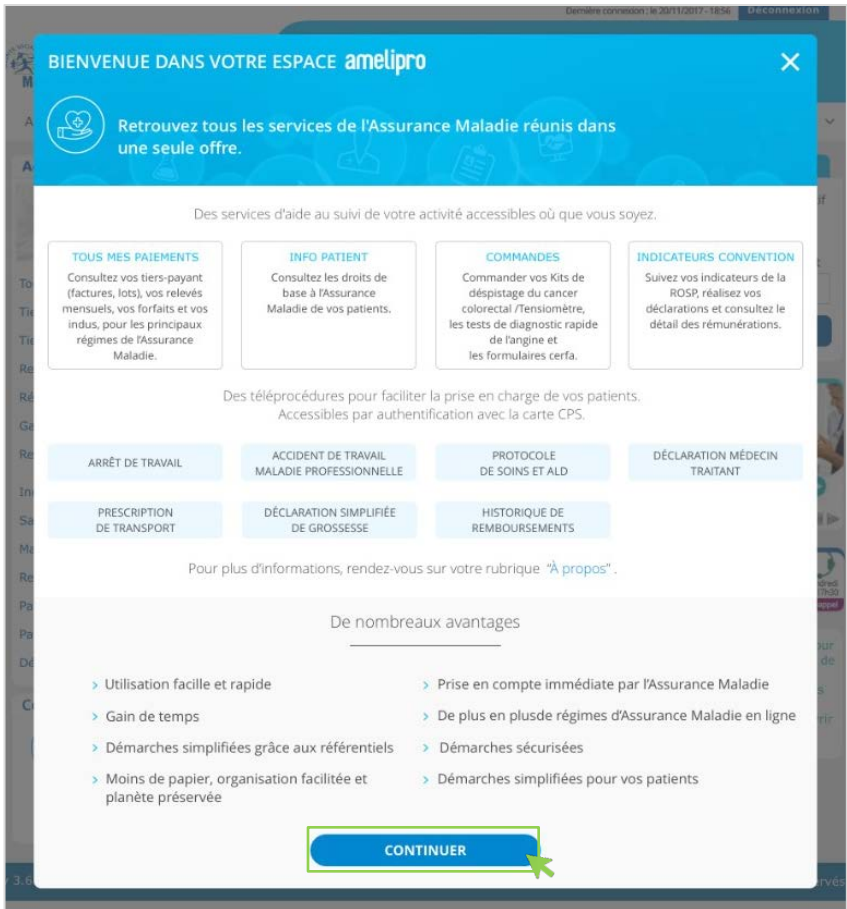 Dernière connexion : le 20/11/2017 - 18:56 Déconnexion
BIENVENUE DANS VOTRE ESPACE amelipro
Retrouvez tous les services de l'Assurance Maladie réunis dans
une seule offre.
Des services d'aide au suivi de votre activité accessibles où que vous soyez.
TOUS MES PAIEMENTS
Consultez vos tiers-payant
(factures, lots), vos relevés
mensuels, vos forfaits et vos
indus, pour les principaux
régimes de l'Assurance
Maladie.
INFO PATIENT
Consultez les droits de
base à l'Assurance
Maladie de vos patients.
COMMANDES
Commander vos Kits de
déspistage du cancer
colorectal /Tensiomètre,
les tests de diagnostic rapide
de l'angine et
les formulaires cerfa.
INDICATEURS CONVENTION
Suivez vos indicateurs de la
ROSP, réalisez vos
déclarations et consultez le
détail des rémunérations.
Des téléprocédures pour faciliter la prise en charge de vos patients.
Accessibles par authentification avec la carte CPS.
ARRÊT DE TRAVAIL
ACCIDENT DE TRAVAIL
MALADIE PROFESSIONNELLE
PROTOCOLE
DE SOINS ET ALD
DÉCLARATION MÉDECIN
TRAITANT
PRESCRIPTION
DE TRANSPORT
DÉCLARATION SIMPLIFIÉE
DE GROSSESSE
HISTORIQUE DE
REMBOURSEMENTS
Pour plus d'informations, rendez-vous sur votre rubrique "À propos" .
De nombreaux avantages
> Utilisation facille et rapide
> Gain de temps
> Démarches simplifiées grâce aux référentiels
> Moins de papier, organisation facilitée et
planète préservée
> Prise en compte immédiate par l'Assurance Maladie
> De plus en plusde régimes d'Assurance Maladie en ligne
> Démarches sécurisées
> Démarches simplifiées pour vos patients
CONTINUER